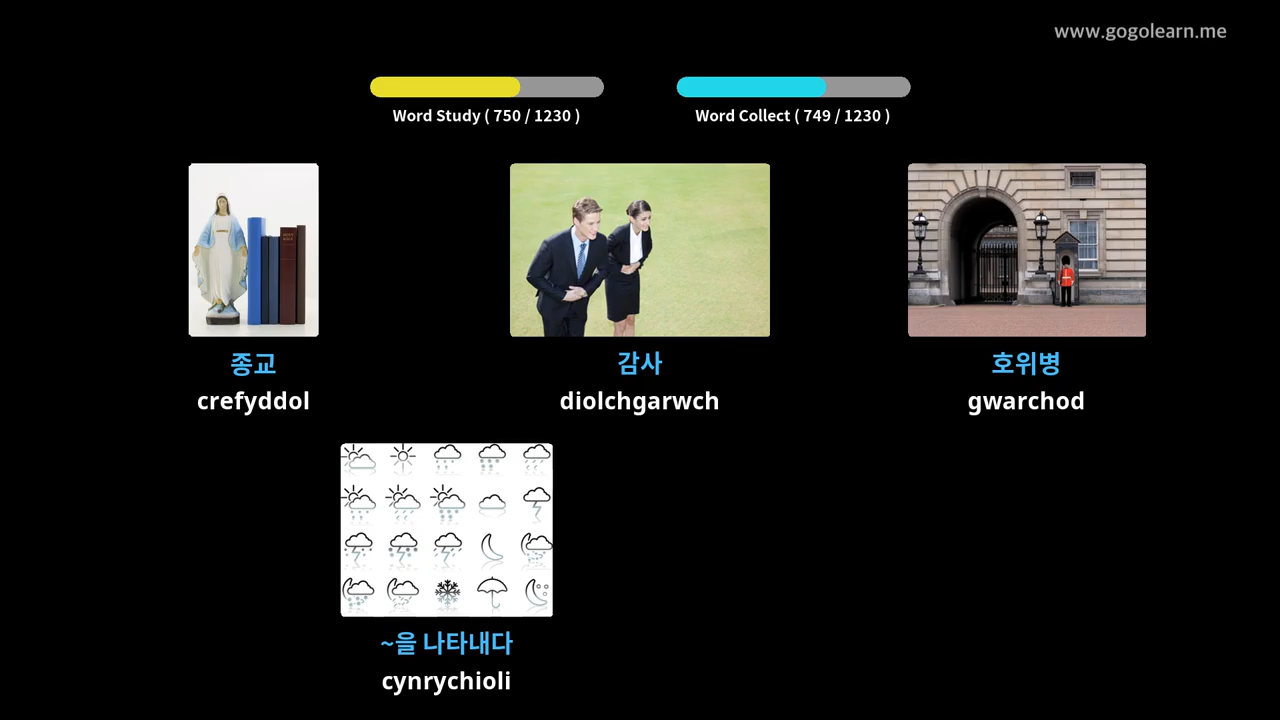 www.gogolearn.me
Word Study ( 750 / 1230 )
Word Collect ( 749 / 1230 )
종교
crefyddol
감사
diolchgarwch
호위병
gwarchod
~을 나타내다
cynrychioli